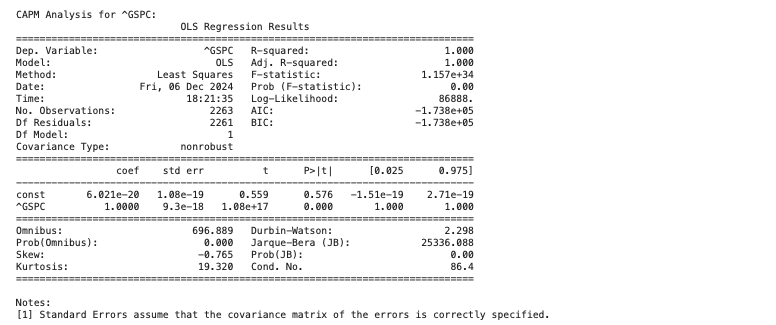 CAPM Analysis for ^GSPC:
OLS Regression Results
==============================================================================
Dep. Variable: ^GSPC R-squared: 1.000
Model: OLS Adj. R-squared: 1.000
Method: Least Squares F-statistic: 1.157e+34
Date: Fri, 06 Dec 2024 Prob (F-statistic): 0.00
Time: 18:21:35 Log-Likelihood: 86888.
No. Observations: 2263 AIC: -1.738e+05
Df Residuals: 2261 BIC: -1.738e+05
Df Model: 1
Covariance Type: nonrobust
==============================================================================
coef std err t P>|t| [0.025 0.975]
------------------------------------------------------------------------------
const 6.021e-20 1.08e-19 0.559 0.576 -1.51e-19 2.71e-19
^GSPC 1.0000 9.3e-18 1.08e+17 0.000 1.000 1.000
==============================================================================
Omnibus: 696.889 Durbin-Watson: 2.298
Prob(Omnibus): 0.000 Jarque-Bera (JB): 25336.088
Skew: -0.765 Prob(JB): 0.00
Kurtosis: 19.320 Cond. No. 86.4
==============================================================================
Notes:
[1] Standard Errors assume that the covariance matrix of the errors is correctly specified.